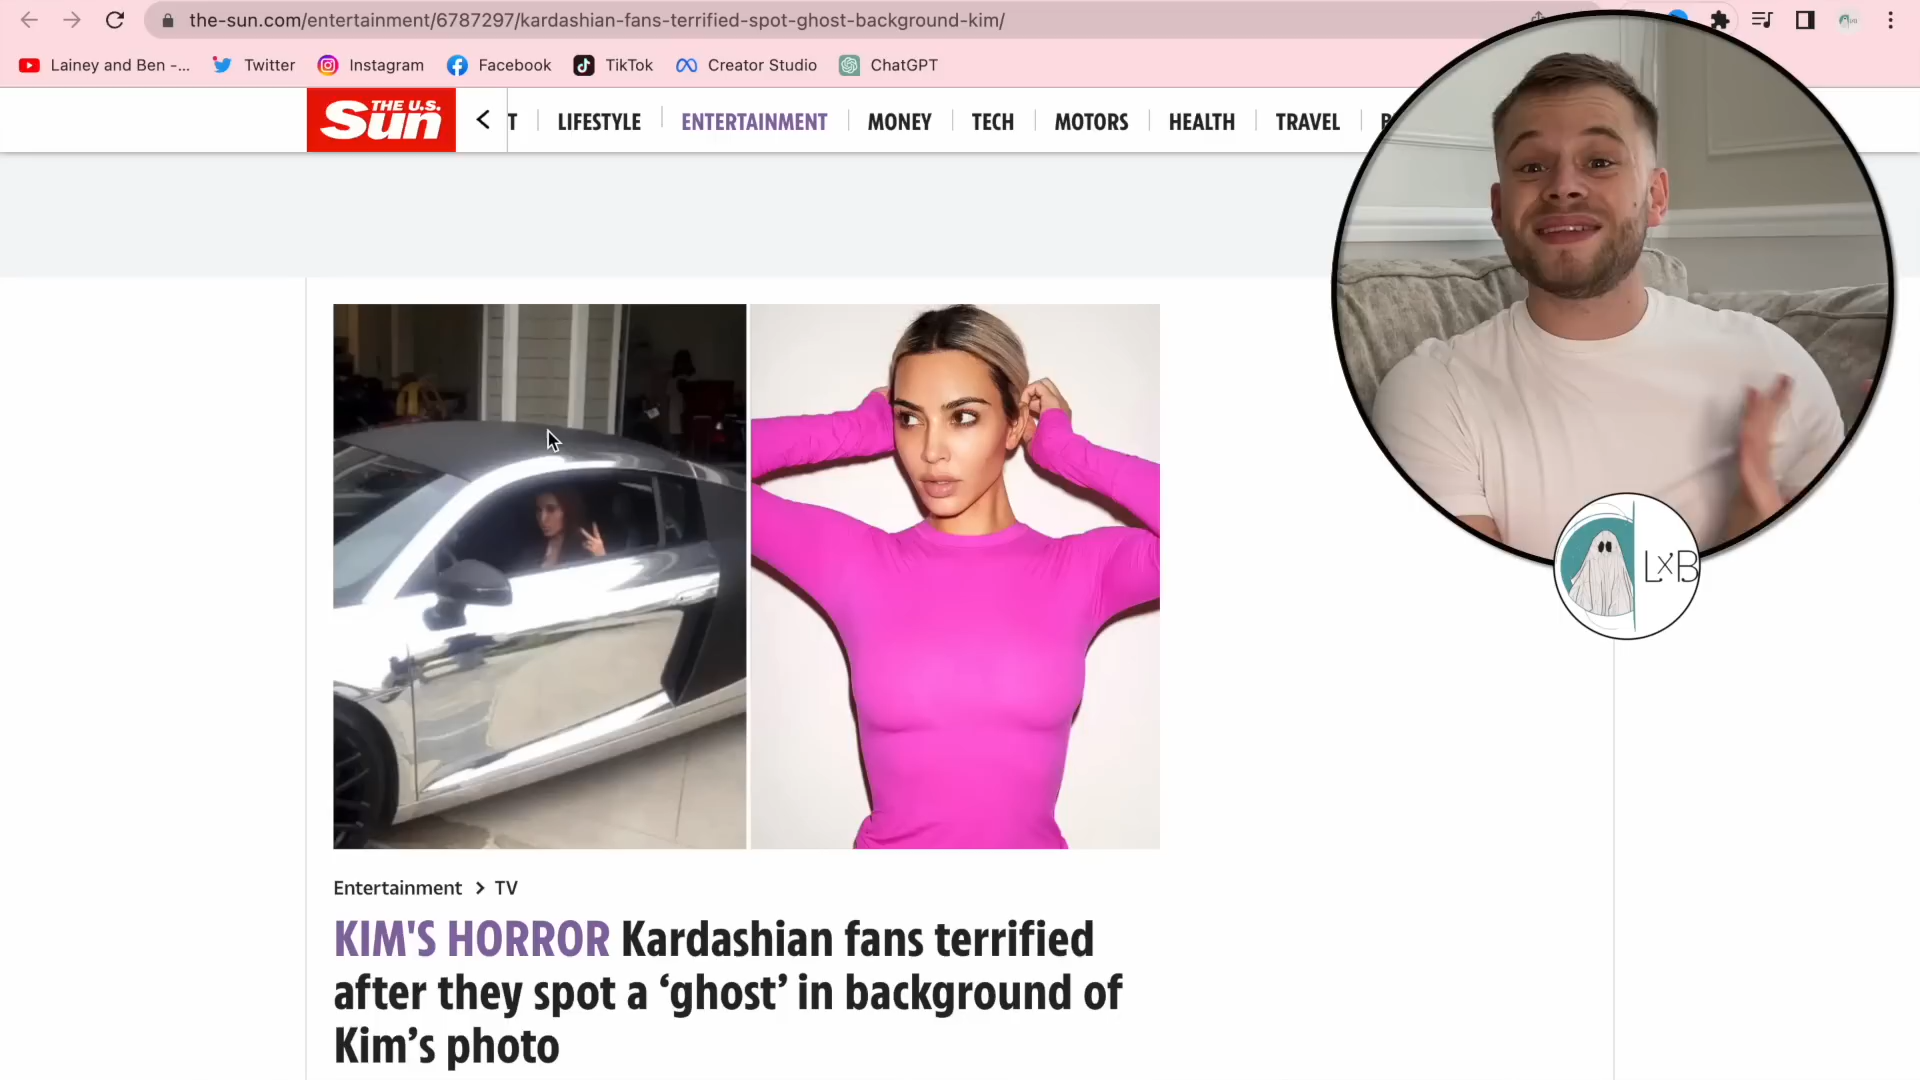 the-sun.com/entertainment/6787297/kardashian-fans-terrified-spot-ghost-background-kim/
Lainey and Ben -... Twitter Instagram Facebook TikTok Creator Studio ChatGPT
THE U.S.
Sun
T LIFESTYLE ENTERTAINMENT MONEY TECH MOTORS HEALTH TRAVEL
LxB
Entertainment > TV
KIM'S HORROR Kardashian fans terrified
after they spot a ‘ghost’ in background of
Kim’s photo